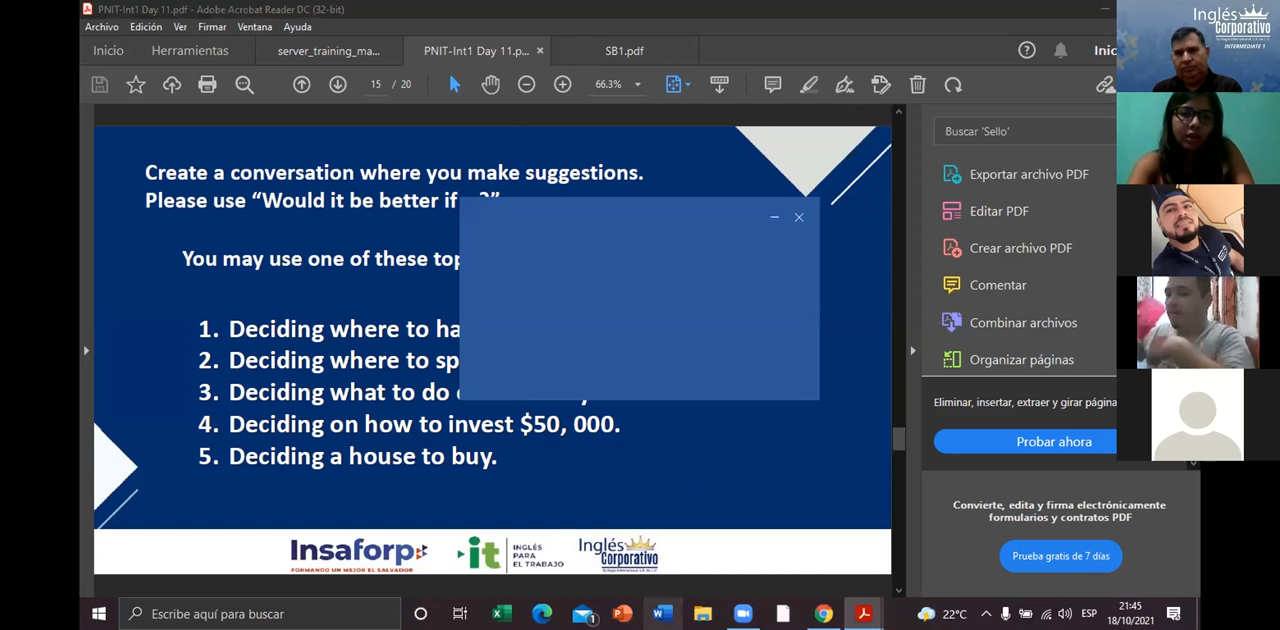 PNIT-Int1 Day 11.pdf - Adobe Acrobat Reader DC (32-bit)
Archivo Edición Ver Firmar Ventana Ayuda
Inicio Herramientas server_training_ma... PNIT-Int1 Day 11.p... × SB1.pdf
15 / 20 66.3%
Create a conversation where you make suggestions.
Please use “Would it be better if
You may use one of these
1. Deciding where to
2. Deciding where to
3. Deciding what to do
4. Deciding on how to invest $50, 000.
5. Deciding a house to buy.
Insaforp
FORMANDO UN MEJOR EL SALVADOR
it INGLÉS
PARA
EL TRABAJO
Inglés
Corporativo
Buscar 'Sello'
Exportar archivo PDF
Editar PDF
Crear archivo PDF
Comentar
Combinar archivos
Organizar páginas
Eliminar, insertar, extraer y girar
Probar ahora
Convierte, edita y firma electrónicamente
formularios y contratos PDF
Prueba gratis de 7 días
Inglés
Corporativo
INTERMEDIATE 1
Escribe aquí para buscar
22°C
ESP
21:45
18/10/2021